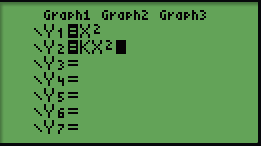 Graph1 Graph2 Graph3
\Y1=X²
\Y2=KX²
\Y3=
\Y4=
\Y5=
\Y6=
\Y7=